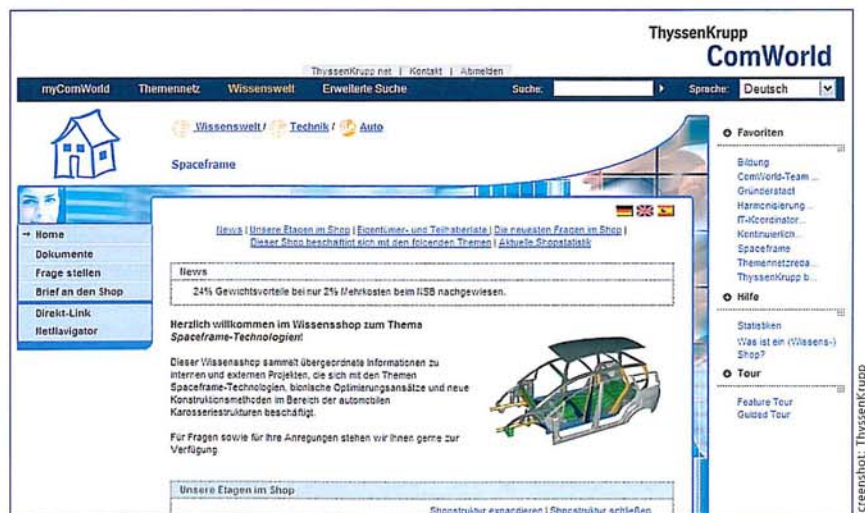 ThyssenKrupp
ComWorld
ThyssenKrupp net | Kontakt | Abmelden
myComWorld Themennetz Wissenswelt Erweiterte Suche Suche: Sprache: Deutsch
Wissenswelt / Technik / Auto
Spaceframe
→ Home
Dokumente
Frage stellen
Brief an den Shop
Direkt-Link
NetNavigator
News | Unsere Etagen im Shop | Eigentümer- und Teilhaberliste | Die neuesten Fragen im Shop |
Dieser Shop beschäftigt sich mit den folgenden Themen | Aktuelle Shopstatistik
News
24% Gewichtsvorteile bei nur 2% Mehrkosten beim NSB nachgewiesen.
Herzlich willkommen im Wissensshop zum Thema
Spaceframe-Technologien!
Dieser Wissensshop sammelt übergeordnete Informationen zu
internen und externen Projekten, die sich mit den Themen
Spaceframe-Technologien, bionische Optimierungsansätze und neue
Konstruktionsmethoden im Bereich der automobilen
Karosseriestrukturen beschäftigt.
Für Fragen sowie für Ihre Anregungen stehen wir Ihnen gerne zur
Verfügung
Unsere Etagen im Shop
Shopstruktur expandieren | Shopstruktur schließen
Favoriten
Bildung
ComWorld-Team ...
Gründerstadt
Harmonisierung ...
IT-Koordinator...
Kontinuierlich...
Spaceframe
Themennetzreda...
ThyssenKrupp b...
Hilfe
Statistiken
Was ist ein (Wissens-)
Shop?
Tour
Feature Tour
Guided Tour
creenshot: ThyssenKrupp